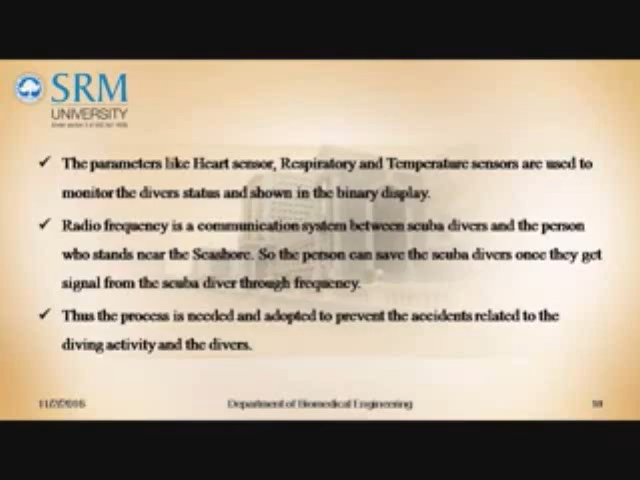 SRM
UNIVERSITY
✓ The parameters like Heart sensor, Respiratory and Temperature sensors are used to
monitor the divers status and shown in the binary display.
✓ Radio frequency is a communication system between scuba divers and the person
who stands near the Seashore. So the person can save the scuba divers once they get
signal from the scuba diver through frequency.
✓ Thus the process is needed and adopted to prevent the accidents related to the
diving activity and the divers.
Department of Biomedical Engineering